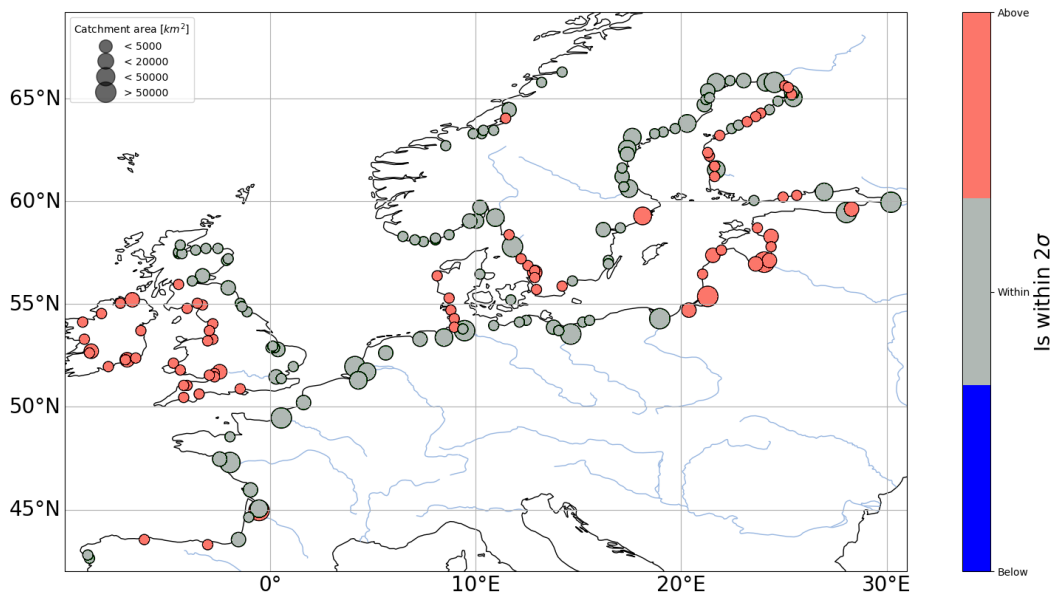 Catchment area [km²]
< 5000
< 20000
< 50000
> 50000
65°N
60°N
55°N
50°N
45°N
0°
10°E
20°E
30°E
Above
Within
Below
Is within 2σ